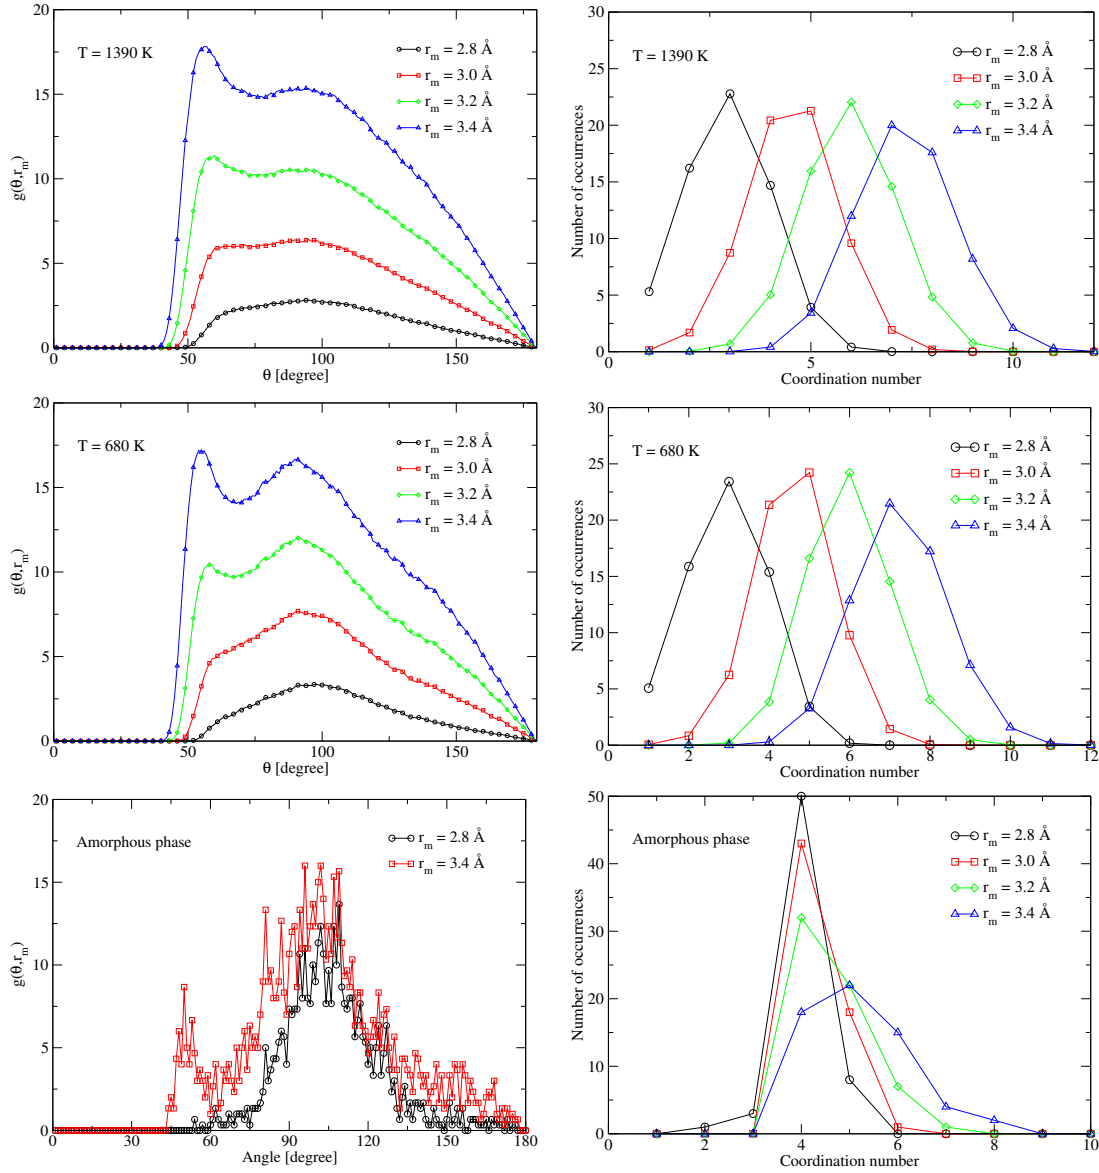 20
15
10
5
0
g(θ,r_m)
T = 1390 K
r_m = 2.8 Å
r_m = 3.0 Å
r_m = 3.2 Å
r_m = 3.4 Å
0 50 100 150
θ [degree]
30
25
20
15
10
5
0
Number of occurrences
T = 1390 K
r_m = 2.8 Å
r_m = 3.0 Å
r_m = 3.2 Å
r_m = 3.4 Å
0 5 10
Coordination number
20
15
10
5
0
g(θ,r_m)
T = 680 K
r_m = 2.8 Å
r_m = 3.0 Å
r_m = 3.2 Å
r_m = 3.4 Å
0 50 100 150
θ [degree]
30
25
20
15
10
5
0
Number of occurrences
T = 680 K
r_m = 2.8 Å
r_m = 3.0 Å
r_m = 3.2 Å
r_m = 3.4 Å
0 2 4 6 8 10 12
Coordination number
20
15
10
5
0
g(θ,r_m)
Amorphous phase
r_m = 2.8 Å
r_m = 3.4 Å
0 30 60 90 120 150 180
Angle [degree]
50
40
30
20
10
0
Number of occurrences
Amorphous phase
r_m = 2.8 Å
r_m = 3.0 Å
r_m = 3.2 Å
r_m = 3.4 Å
0 2 4 6 8 10
Coordination number